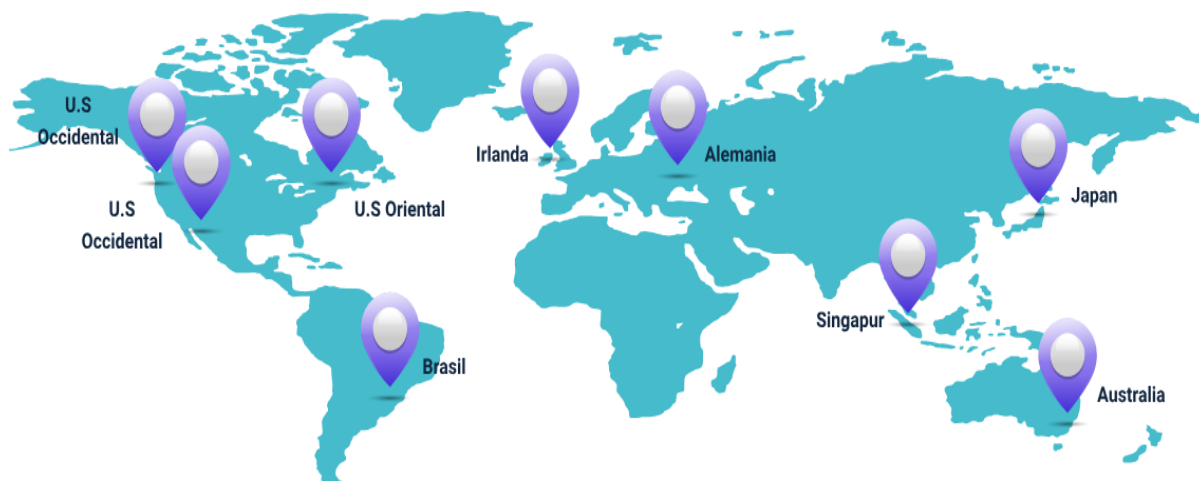 U.S
Occidental
U.S
Occidental
U.S Oriental
Irlanda
Alemania
Japan
Singapur
Brasil
Australia